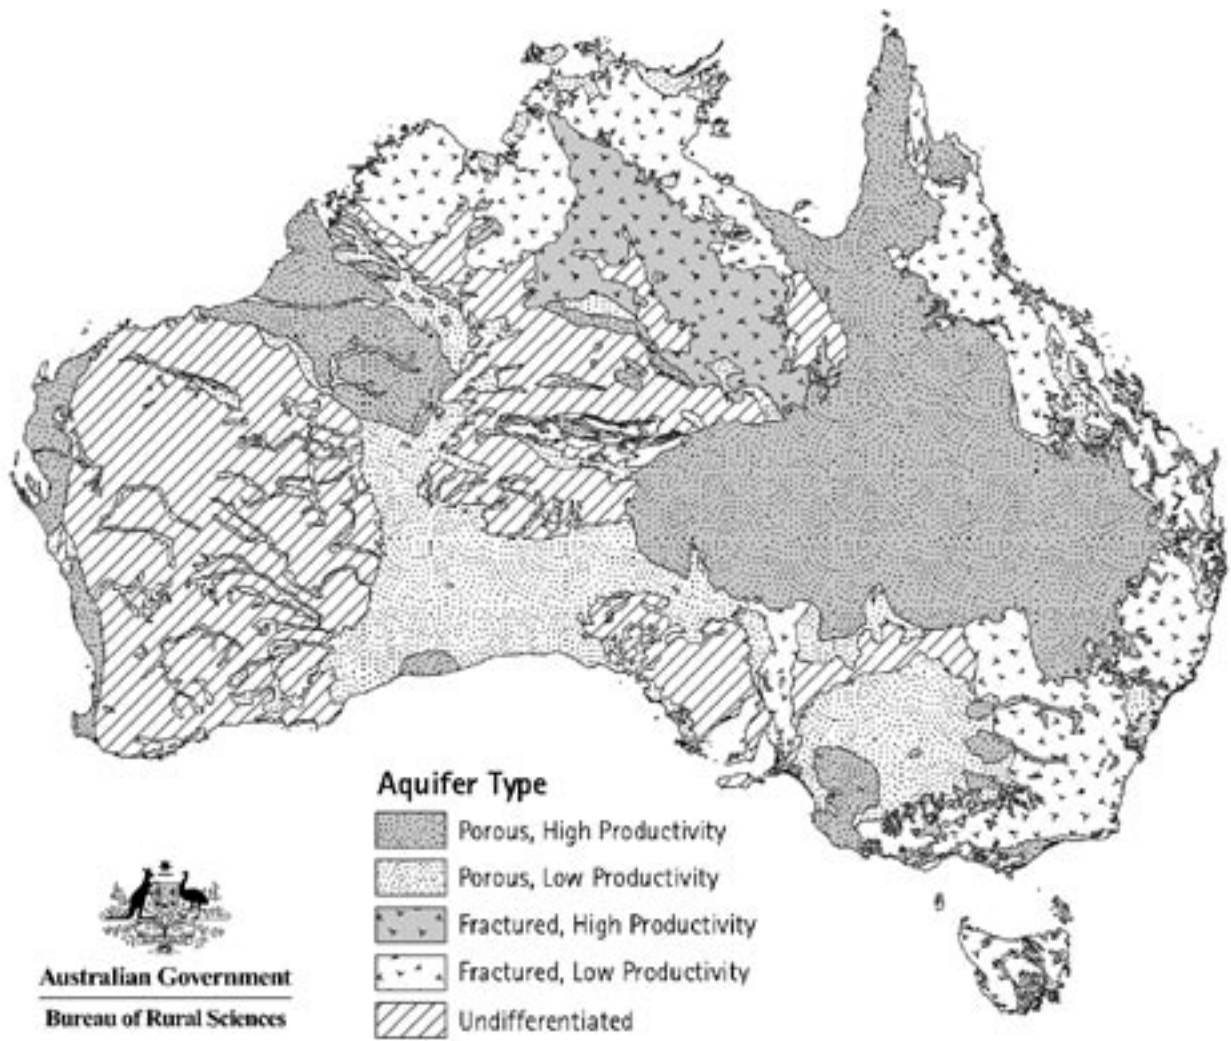 Aquifer Type
Porous, High Productivity
Porous, Low Productivity
Fractured, High Productivity
Fractured, Low Productivity
Undifferentiated
Australian Government
Bureau of Rural Sciences